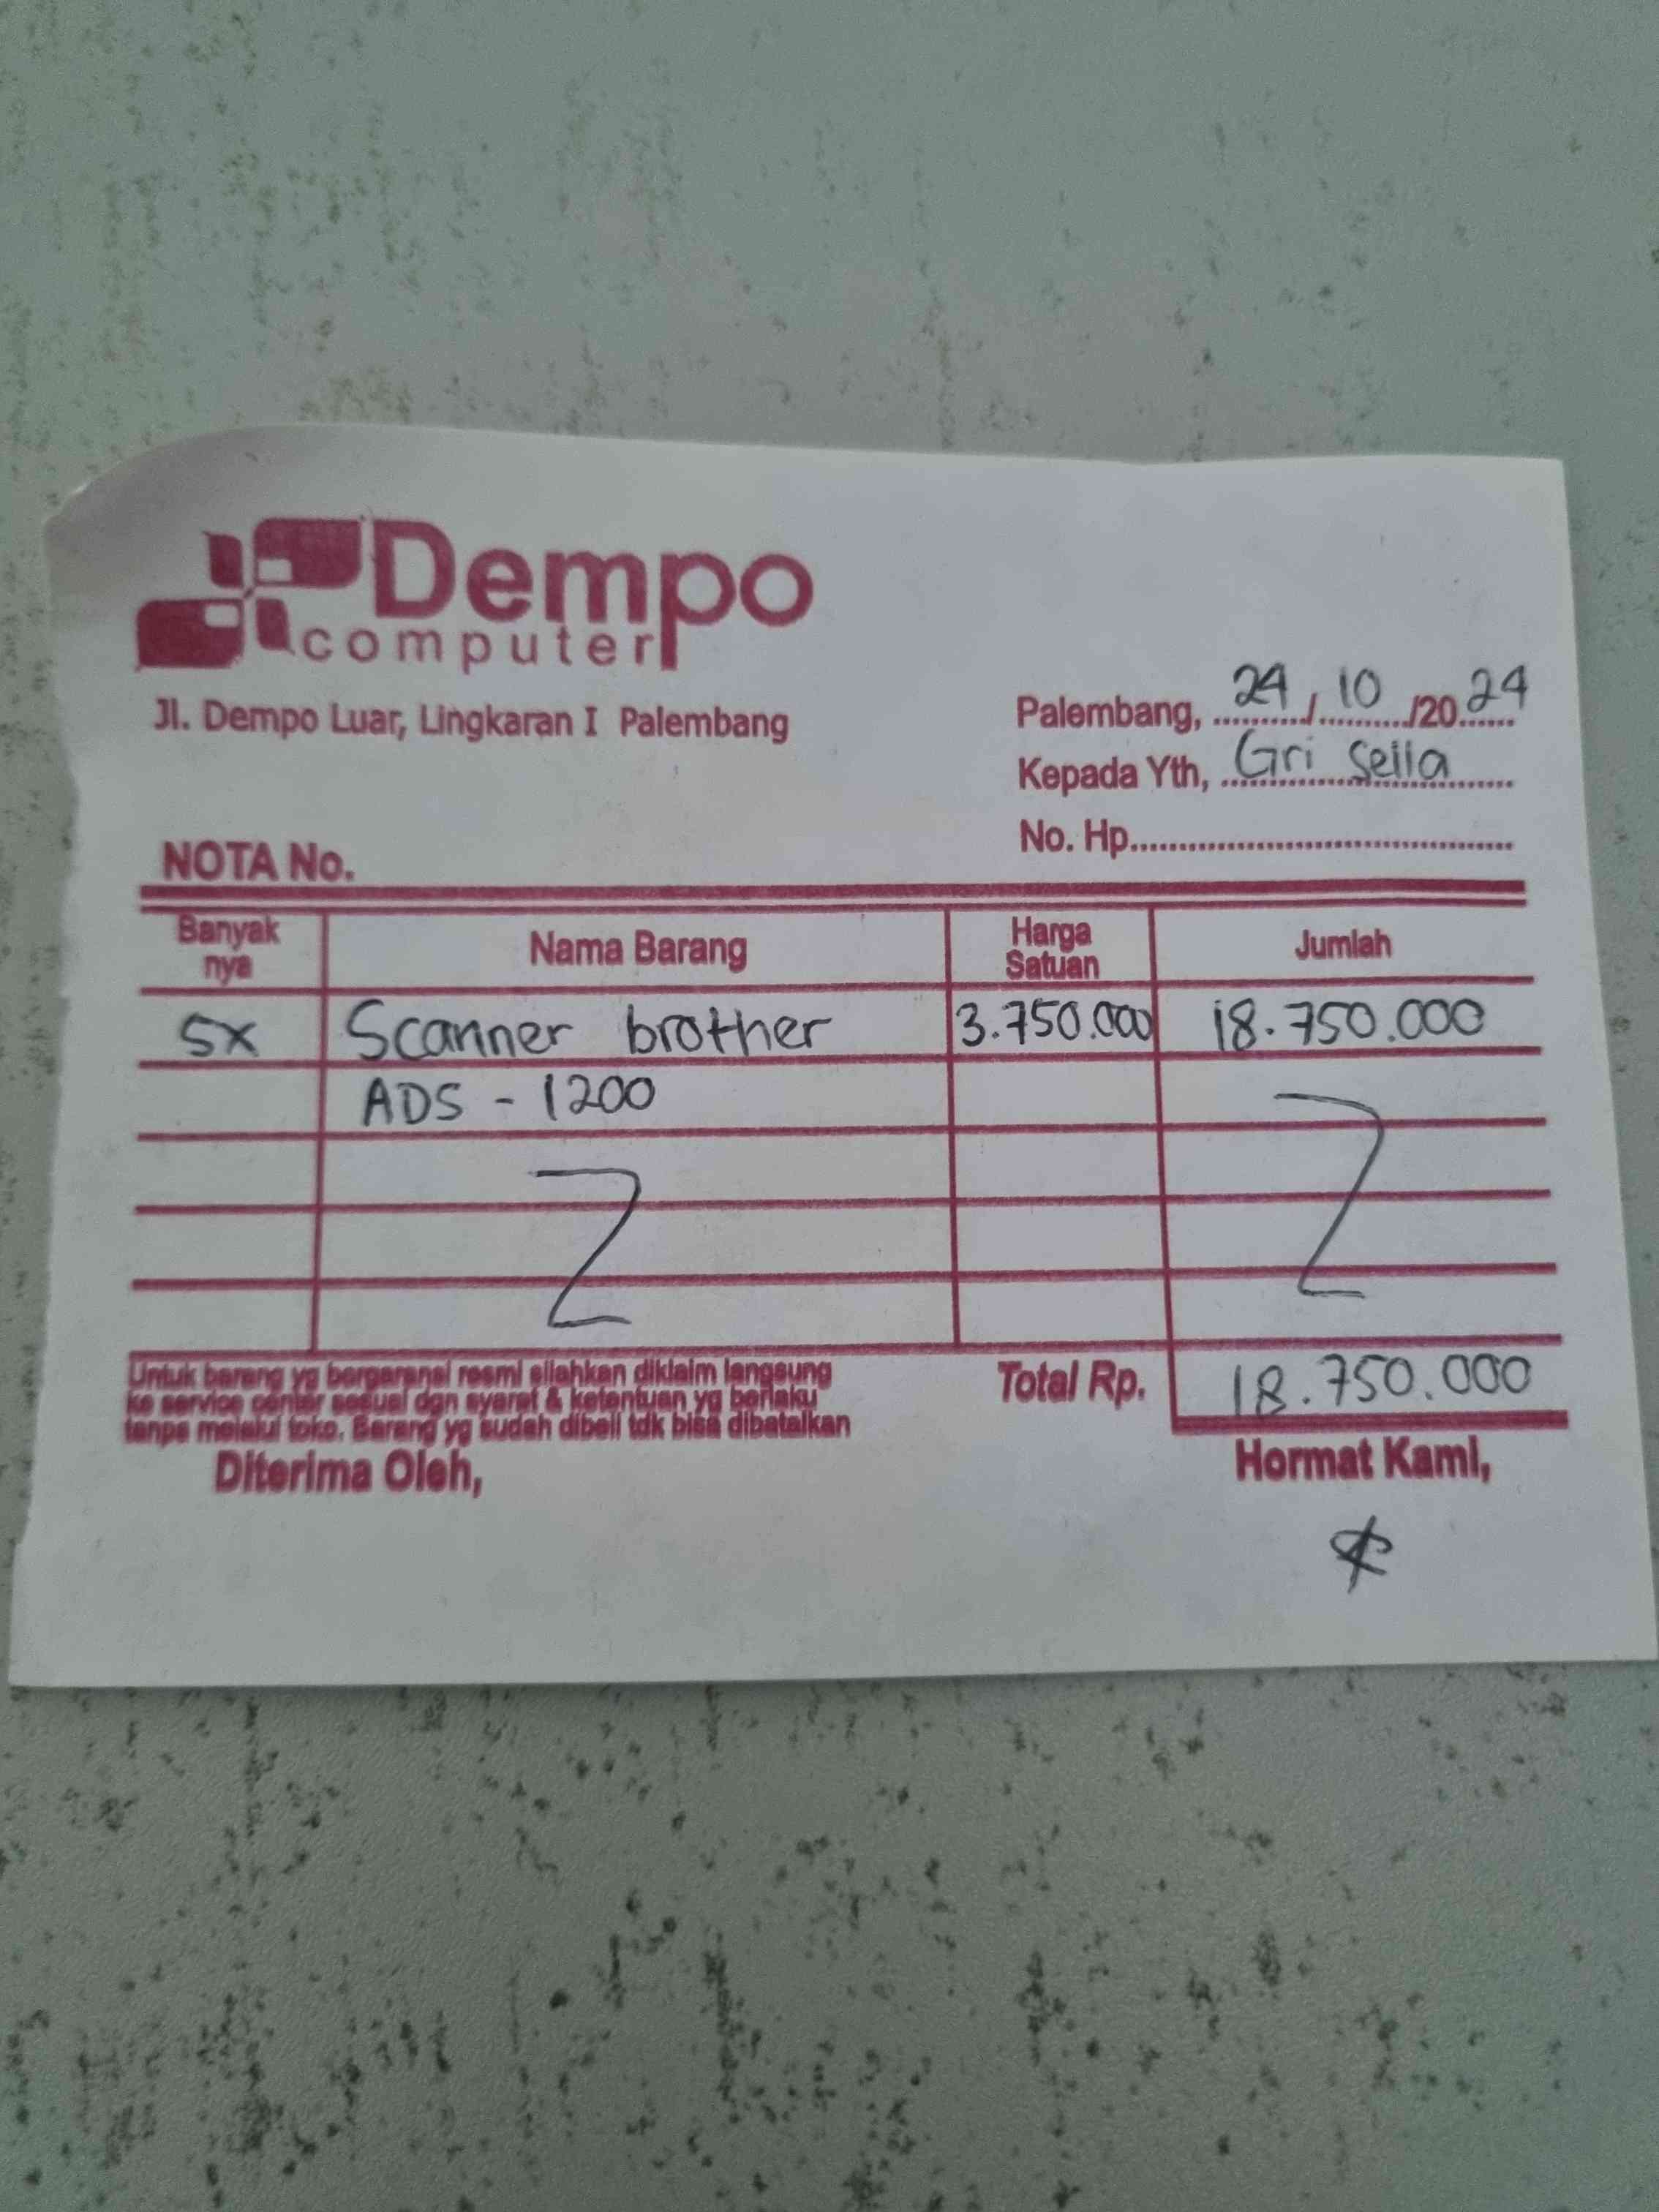 Dempo
computer
Jl. Dempo Luar, Lingkaran I Palembang
Palembang, 24 / 10 /2024
Kepada Yth, Gri Sella
No. Hp.
NOTA No.
Banyak nya Nama Barang Harga Satuan Jumlah
5x Scanner brother 3.750.000 18.750.000
ADS - 1200
Untuk barang yg bergaransi resmi silahkan diklaim langsung
ke service center sesuai dgn syarat & ketentuan yg berlaku
tanpa melalui toko. Barang yg sudah dibeli tdk bisa dibatalkan
Total Rp. 18.750.000
Diterima Oleh,
Hormat Kami,